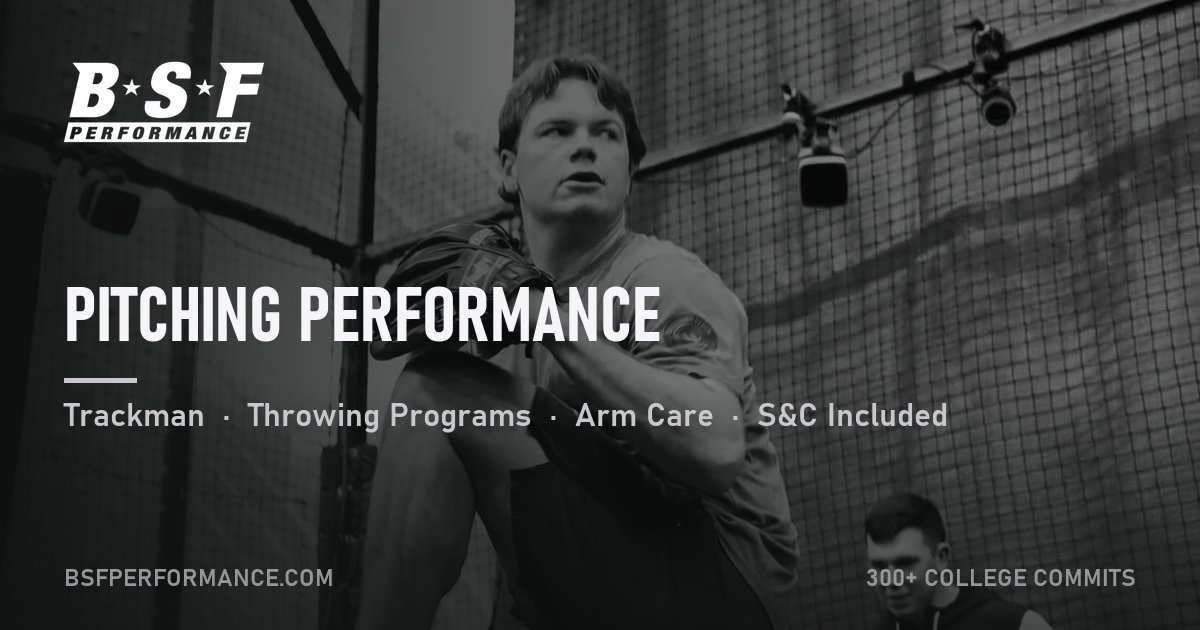 B★S★F
PERFORMANCE
PITCHING PERFORMANCE
Trackman · Throwing Programs · Arm Care · S&C Included
BSFPERFORMANCE.COM
300+ COLLEGE COMMITS